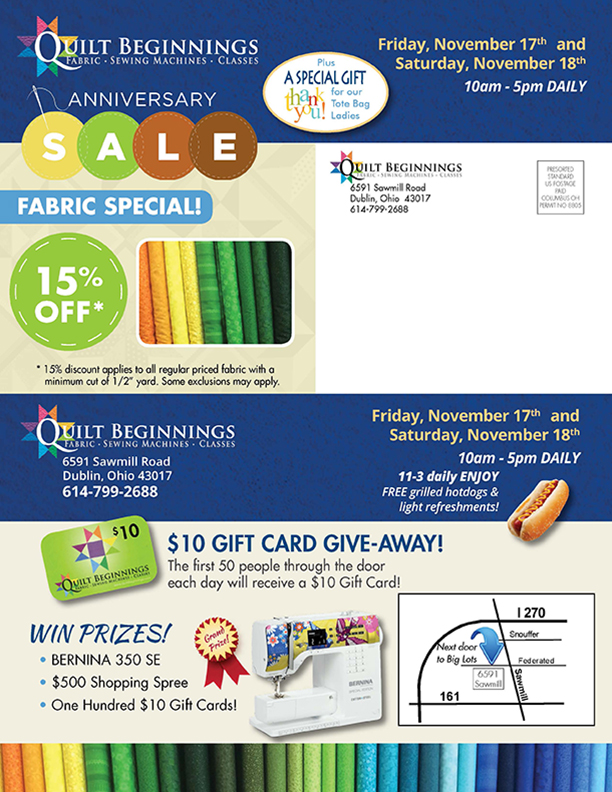 QUILT BEGINNINGS
FABRIC • SEWING MACHINES • CLASSES
Friday, November 17th and
Saturday, November 18th
10am - 5pm DAILY
Plus
A SPECIAL GIFT
thank you!
for our
Tote Bag
Ladies
ANNIVERSARY
SALE
FABRIC SPECIAL!
15%
OFF*
* 15% discount applies to all regular priced fabric with a
minimum cut of 1/2” yard. Some exclusions may apply.
QUILT BEGINNINGS
FABRIC • SEWING MACHINES • CLASSES
6591 Sawmill Road
Dublin, Ohio 43017
614-799-2688
PRESORTED
STANDARD
US POSTAGE
PAID
COLUMBUS OH
PERMIT NO 6805
QUILT BEGINNINGS
FABRIC • SEWING MACHINES • CLASSES
6591 Sawmill Road
Dublin, Ohio 43017
614-799-2688
Friday, November 17th and
Saturday, November 18th
10am - 5pm DAILY
11-3 daily ENJOY
FREE grilled hotdogs &
light refreshments!
$10
QUILT BEGINNINGS
FABRIC • SEWING MACHINES • CLASSES
$10 GIFT CARD GIVE-AWAY!
The first 50 people through the door
each day will receive a $10 Gift Card!
WIN PRIZES!
• BERNINA 350 SE
• $500 Shopping Spree
• One Hundred $10 Gift Cards!
Grand
Prize!
BERNINA
I 270
Snouffer
Next door
to Big Lots
Federated
6591
Sawmill
Sawmill
161